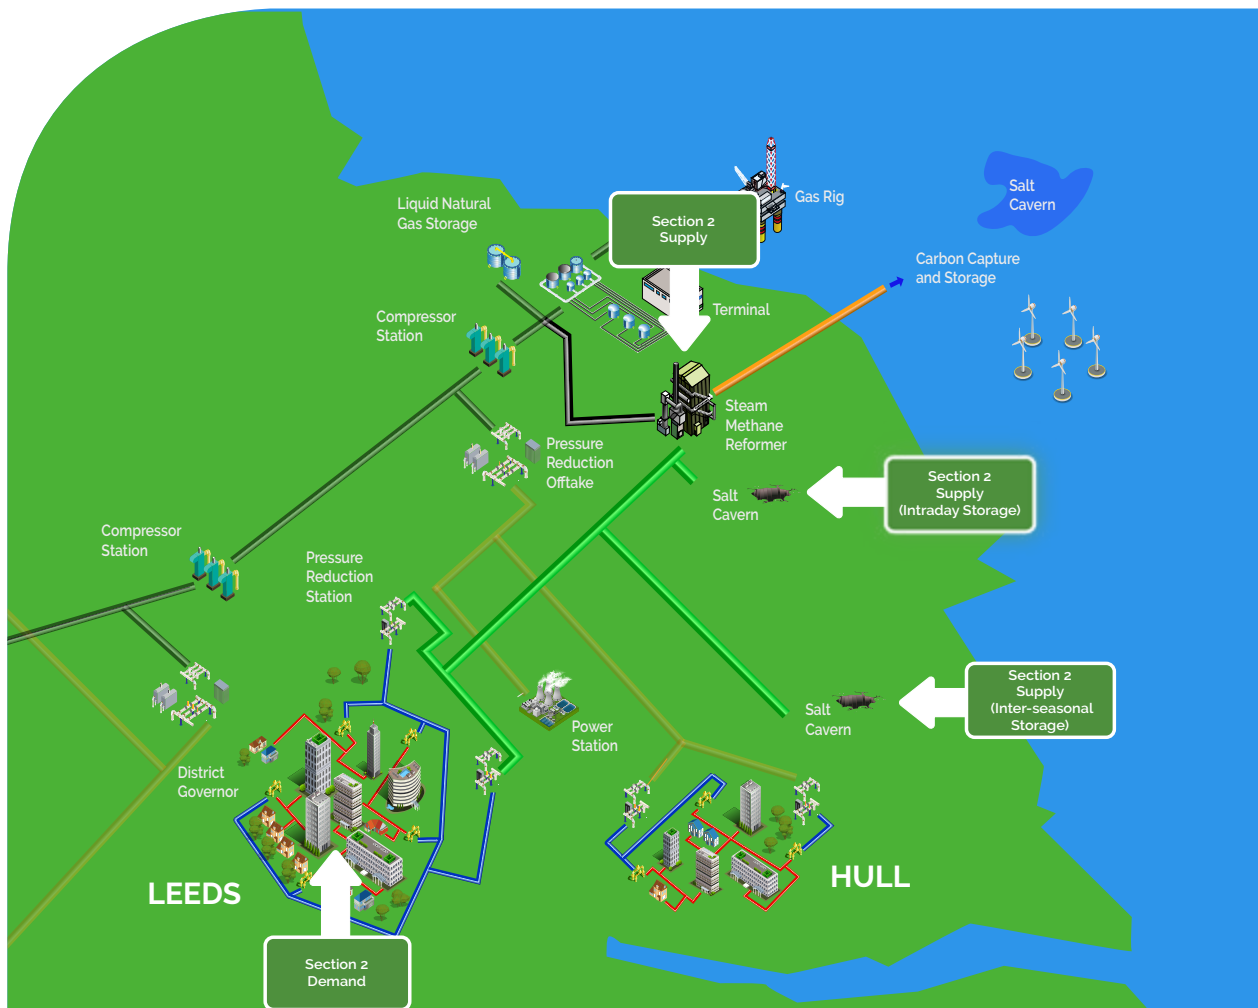 Salt
Cavern
Gas Rig
Liquid Natural
Gas Storage
Section 2
Supply
Carbon Capture
and Storage
Terminal
Compressor
Station
Steam
Methane
Reformer
Pressure
Reduction
Offtake
Salt
Cavern
Section 2
Supply
(Intraday Storage)
Compressor
Station
Pressure
Reduction
Station
Section 2
Supply
(Inter-seasonal
Storage)
Salt
Cavern
Power
Station
District
Governor
LEEDS
HULL
Section 2
Demand